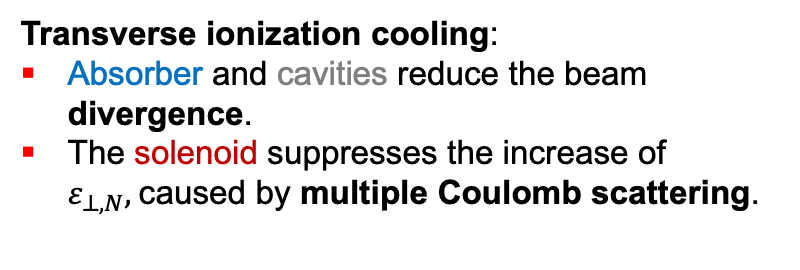 Transverse ionization cooling:
▪ Absorber and cavities reduce the beam
divergence.
▪ The solenoid suppresses the increase of
𝜀⊥,𝑁, caused by multiple Coulomb scattering.